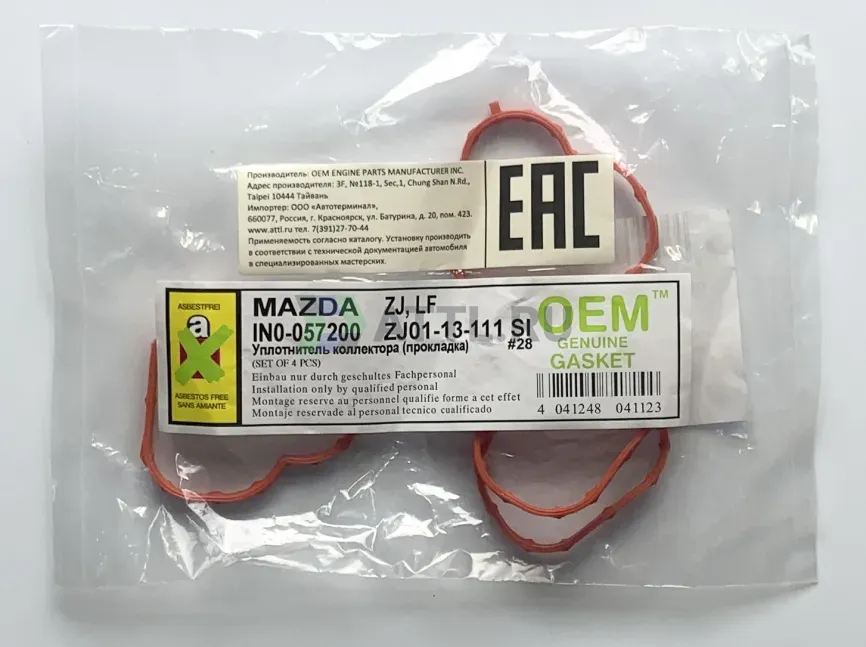 Производитель: OEM ENGINE PARTS MANUFACTURER INC.
Адрес производителя: 3F, №118-1, Sec,1, Chung Shan N.Rd.,
Taipei 10444 Тайвань
Импортер: ООО «Автотерминал»,
660077, Россия, г. Красноярск, ул. Батурина, д. 20, пом. 423.
www.attl.ru тел. 7(391)27-70-44
Применяемость согласно каталогу. Установку производить
в соответствии с технической документацией автомобиля
в специализированных мастерских.
EAC
ASBESTFREI
a
ASBESTOS FREE
SANS AMIANTE
MAZDA ZJ, LF
IN0-057200 ZJ01-13-111 SI
Уплотнитель коллектора (прокладка) #28
(SET OF 4 PCS)
Einbau nur durch geschultes Fachpersonal
Installation only by qualified personal
Montage reserve au personnel qualifie forme a cet effet
Montaje reservade al personal tecnico cualificado
OEM™
GENUINE
GASKET
4 041248 041123
ATTL.RU